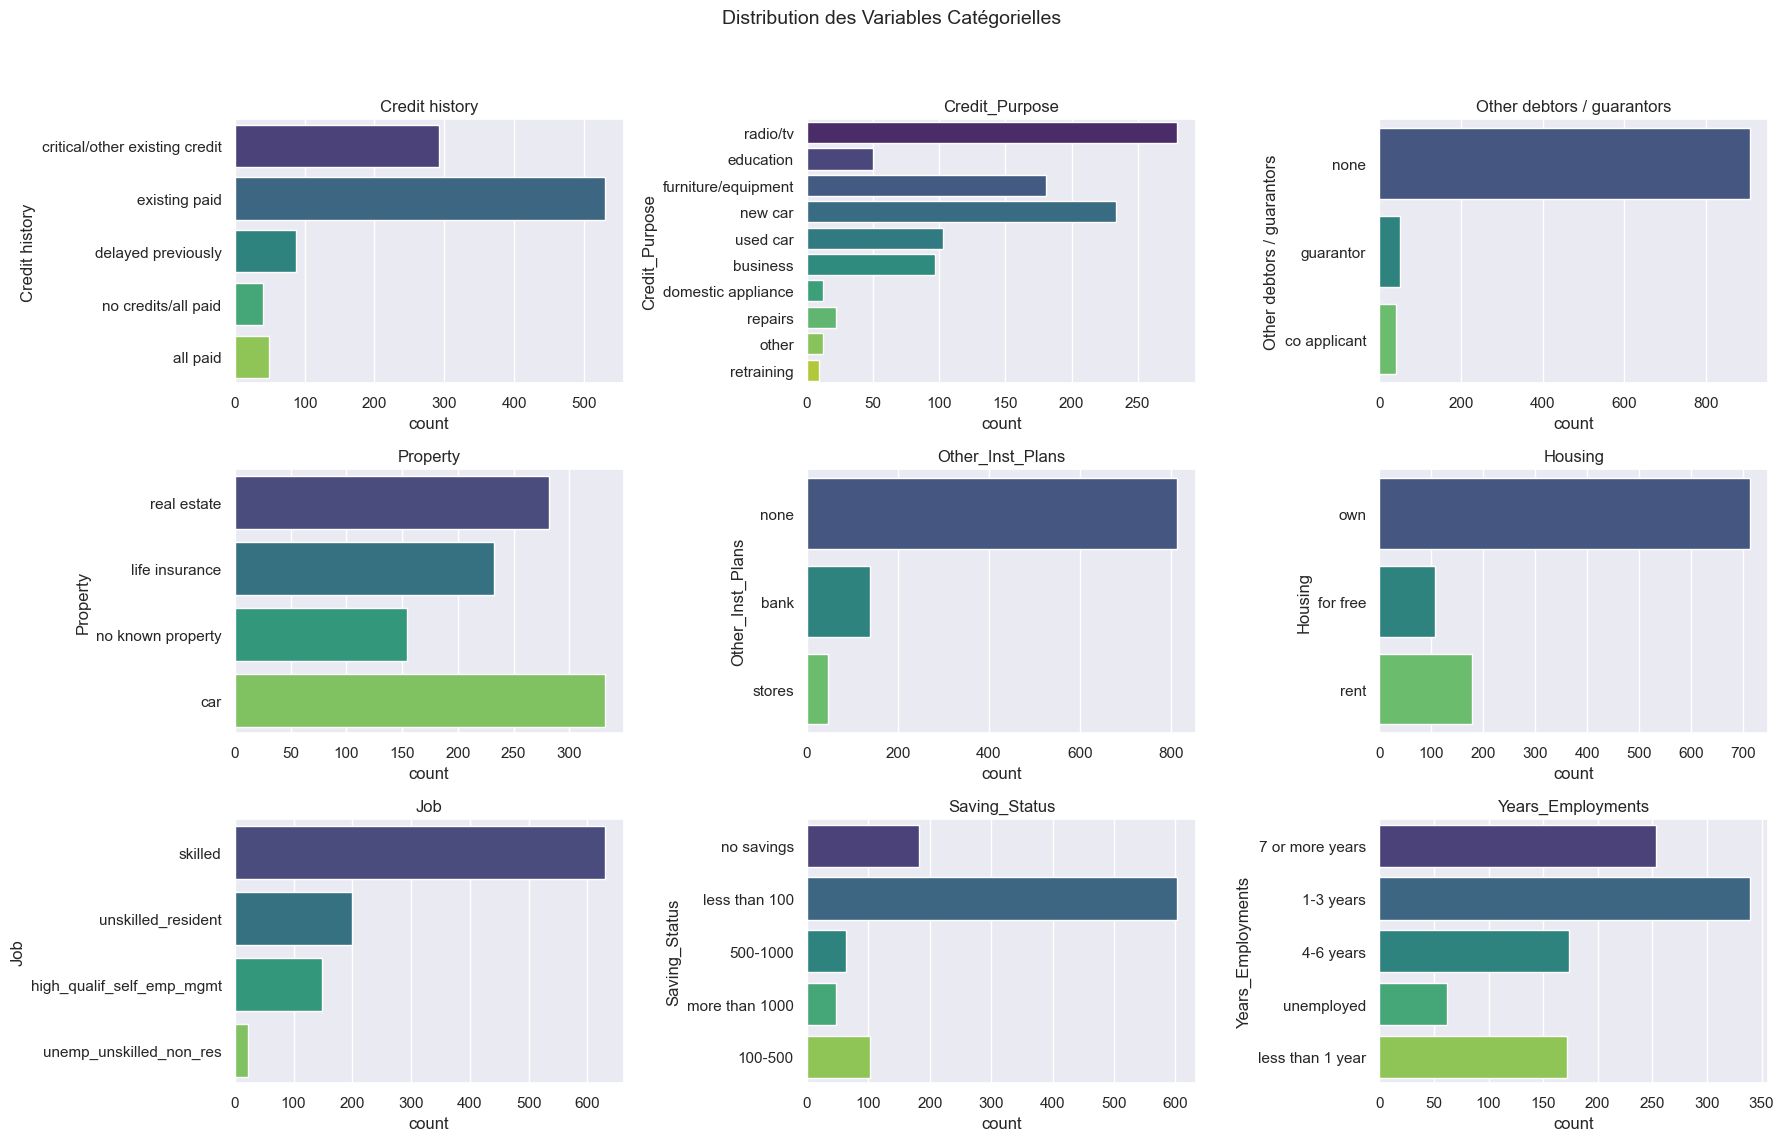 Distribution des Variables Catégorielles
Credit history
Credit history
critical/other existing credit
existing paid
delayed previously
no credits/all paid
all paid
0 100 200 300 400 500
count
Credit_Purpose
Credit_Purpose
radio/tv
education
furniture/equipment
new car
used car
business
domestic appliance
repairs
other
retraining
0 50 100 150 200 250
count
Other debtors / guarantors
Other debtors / guarantors
none
guarantor
co applicant
0 200 400 600 800
count
Property
Property
real estate
life insurance
no known property
car
0 50 100 150 200 250 300
count
Other_Inst_Plans
Other_Inst_Plans
none
bank
stores
0 200 400 600 800
count
Housing
Housing
own
for free
rent
0 100 200 300 400 500 600 700
count
Job
Job
skilled
unskilled_resident
high_qualif_self_emp_mgmt
unemp_unskilled_non_res
0 100 200 300 400 500 600
count
Saving_Status
Saving_Status
no savings
less than 100
500-1000
more than 1000
100-500
0 100 200 300 400 500 600
count
Years_Employments
Years_Employments
7 or more years
1-3 years
4-6 years
unemployed
less than 1 year
0 50 100 150 200 250 300 350
count